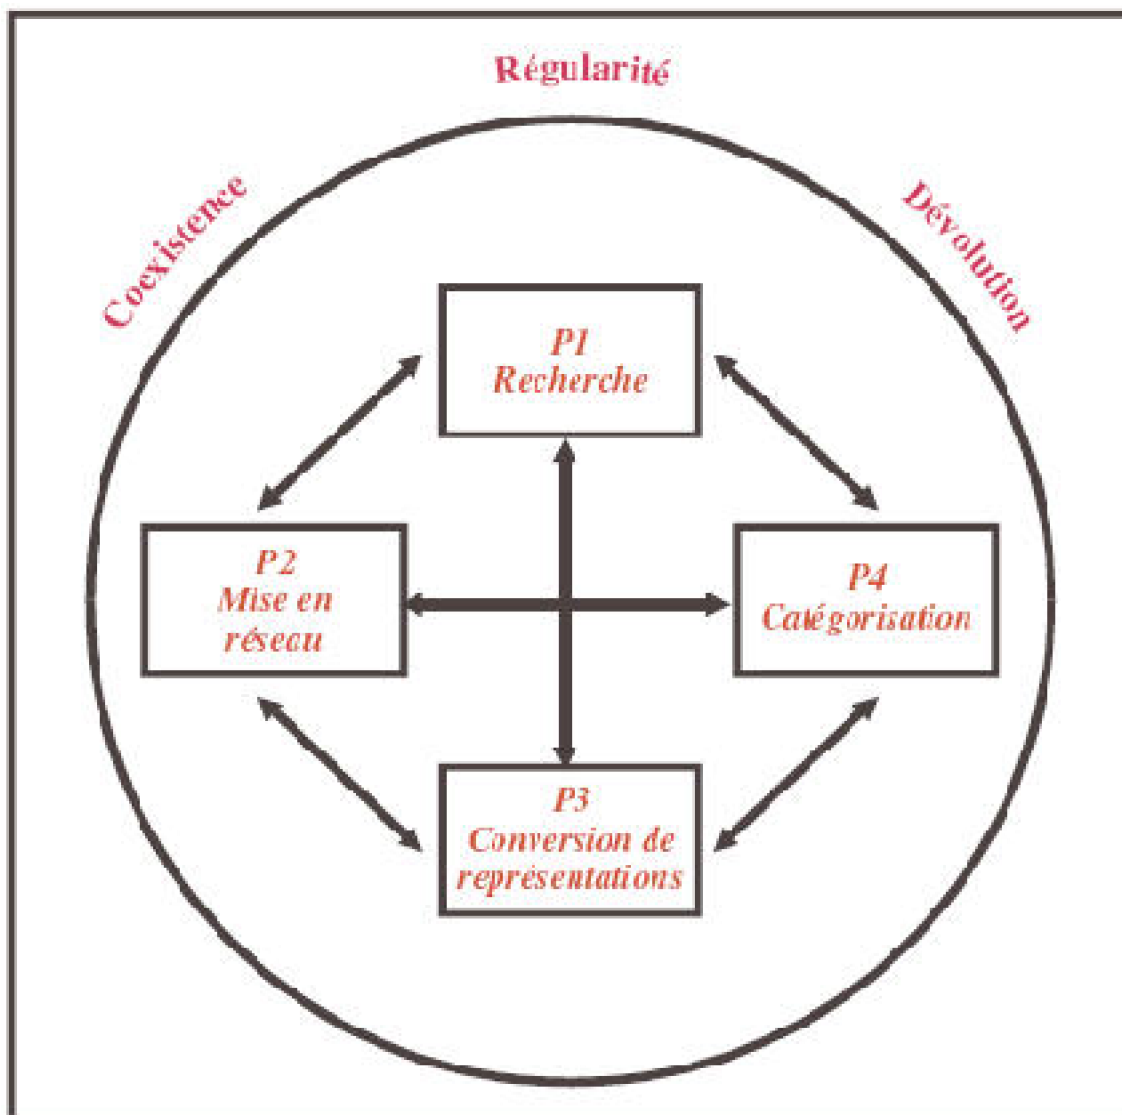 Régularité
Coexistence
Dévolution
P1
Recherche
P2
Mise en
réseau
P4
Catégorisation
P3
Conversion de
représentations